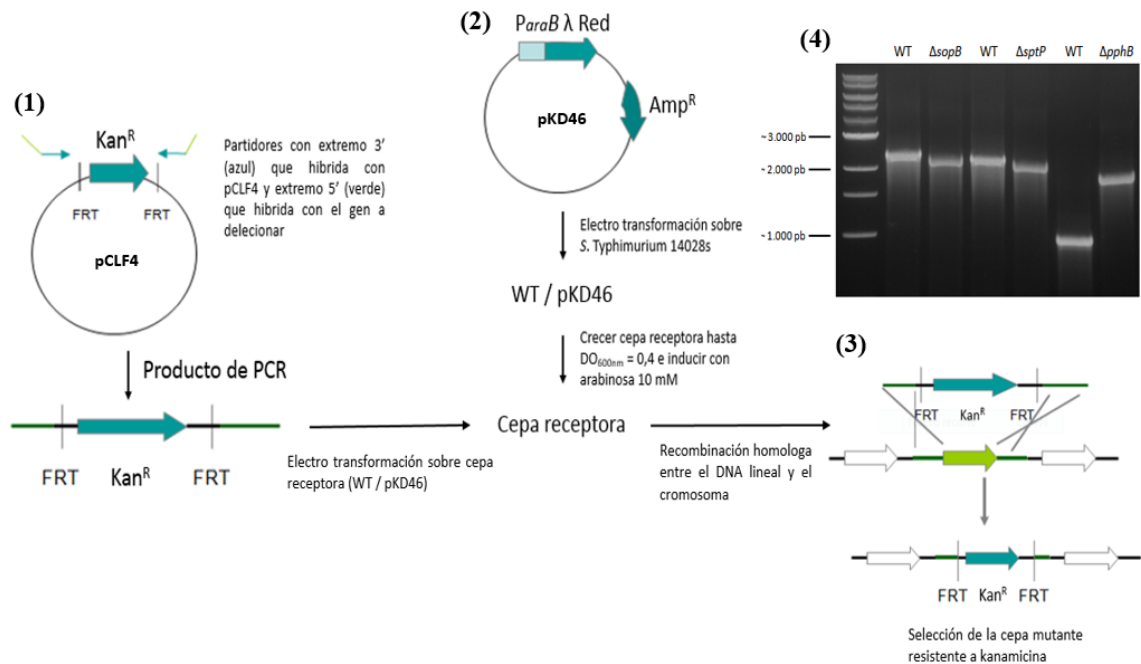 (1)
Kan^R
FRT
FRT
pCLF4
Partidores con extremo 3’
(azul) que hibrida con
pCLF4 y extremo 5’ (verde)
que hibrida con el gen a
delecionar
Producto de PCR
FRT
Kan^R
FRT
Electro transformación sobre cepa
receptora (WT / pKD46)
(2)
ParaB λ Red
Amp^R
pKD46
Electro transformación sobre
S. Typhimurium 14028s
WT / pKD46
Crecer cepa receptora hasta
DO₆₀₀nm = 0,4 e inducir con
arabinosa 10 mM
Cepa receptora
Recombinación homologa
entre el DNA lineal y el
cromosoma
(3)
FRT
Kan^R
FRT
FRT
Kan^R
FRT
Selección de la cepa mutante
resistente a kanamicina
(4)
WT ΔsopB WT ΔsptP WT ΔpphB
~3.000 pb
~2.000 pb
~1.000 pb